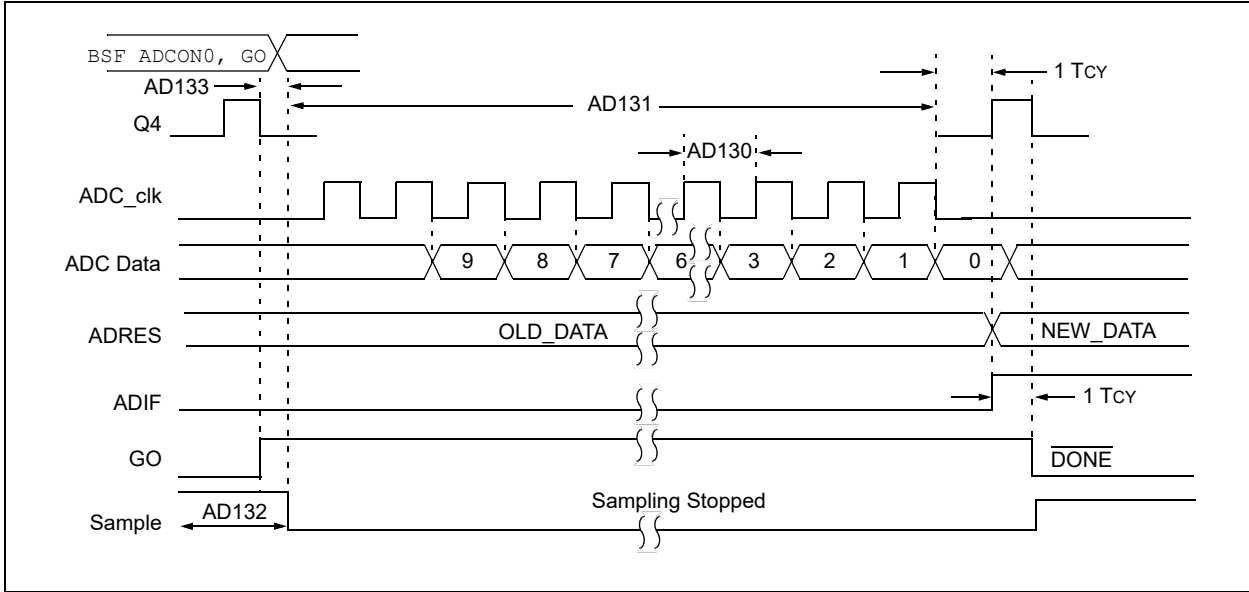 BSF ADCON0, GO
AD133
1 TCY
AD131
Q4
AD130
ADC_clk
ADC Data 9 8 7 6 3 2 1 0
ADRES OLD_DATA NEW_DATA
ADIF 1 TCY
GO DONE
Sampling Stopped
Sample AD132